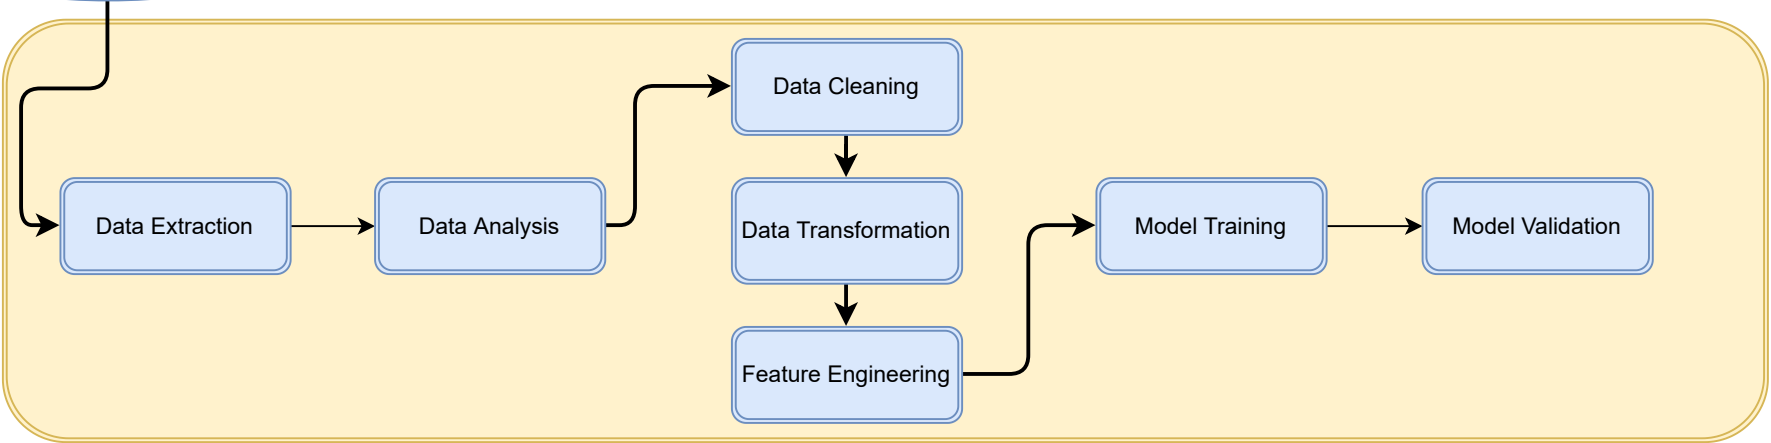 Data Extraction
Data Analysis
Data Cleaning
Data Transformation
Feature Engineering
Model Training
Model Validation